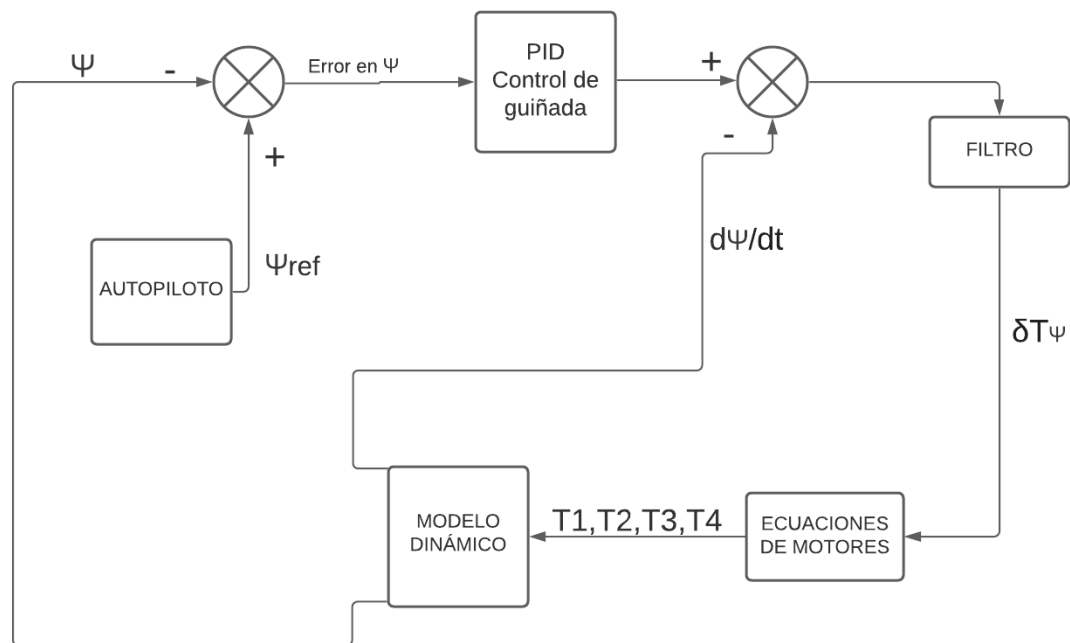 Ψ
-
Error en Ψ
PID
Control de
guiñada
+
-
FILTRO
+
AUTOPILOTO
Ψref
dΨ/dt
δTΨ
MODELO
DINÁMICO
T1,T2,T3,T4
ECUACIONES
DE MOTORES